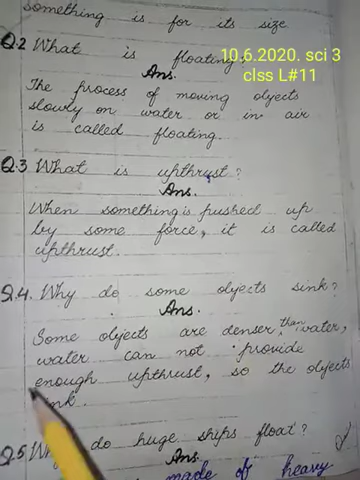 something is for its size
Q.2 What is floating?
10.6.2020. sci 3
clss L#11
Ans.
The process of moving objects
slowly on water or in air
is called floating.
Q.3 What is upthrust?
Ans.
When something is pushed up
by some force, it is called
upthrust.
Q.4. Why do some objects sink?
Ans.
Some objects are denser than water,
water can not provide
enough upthrust, so the objects
sink.
Q5 Why do huge ships float?
Ans.
made of heavy